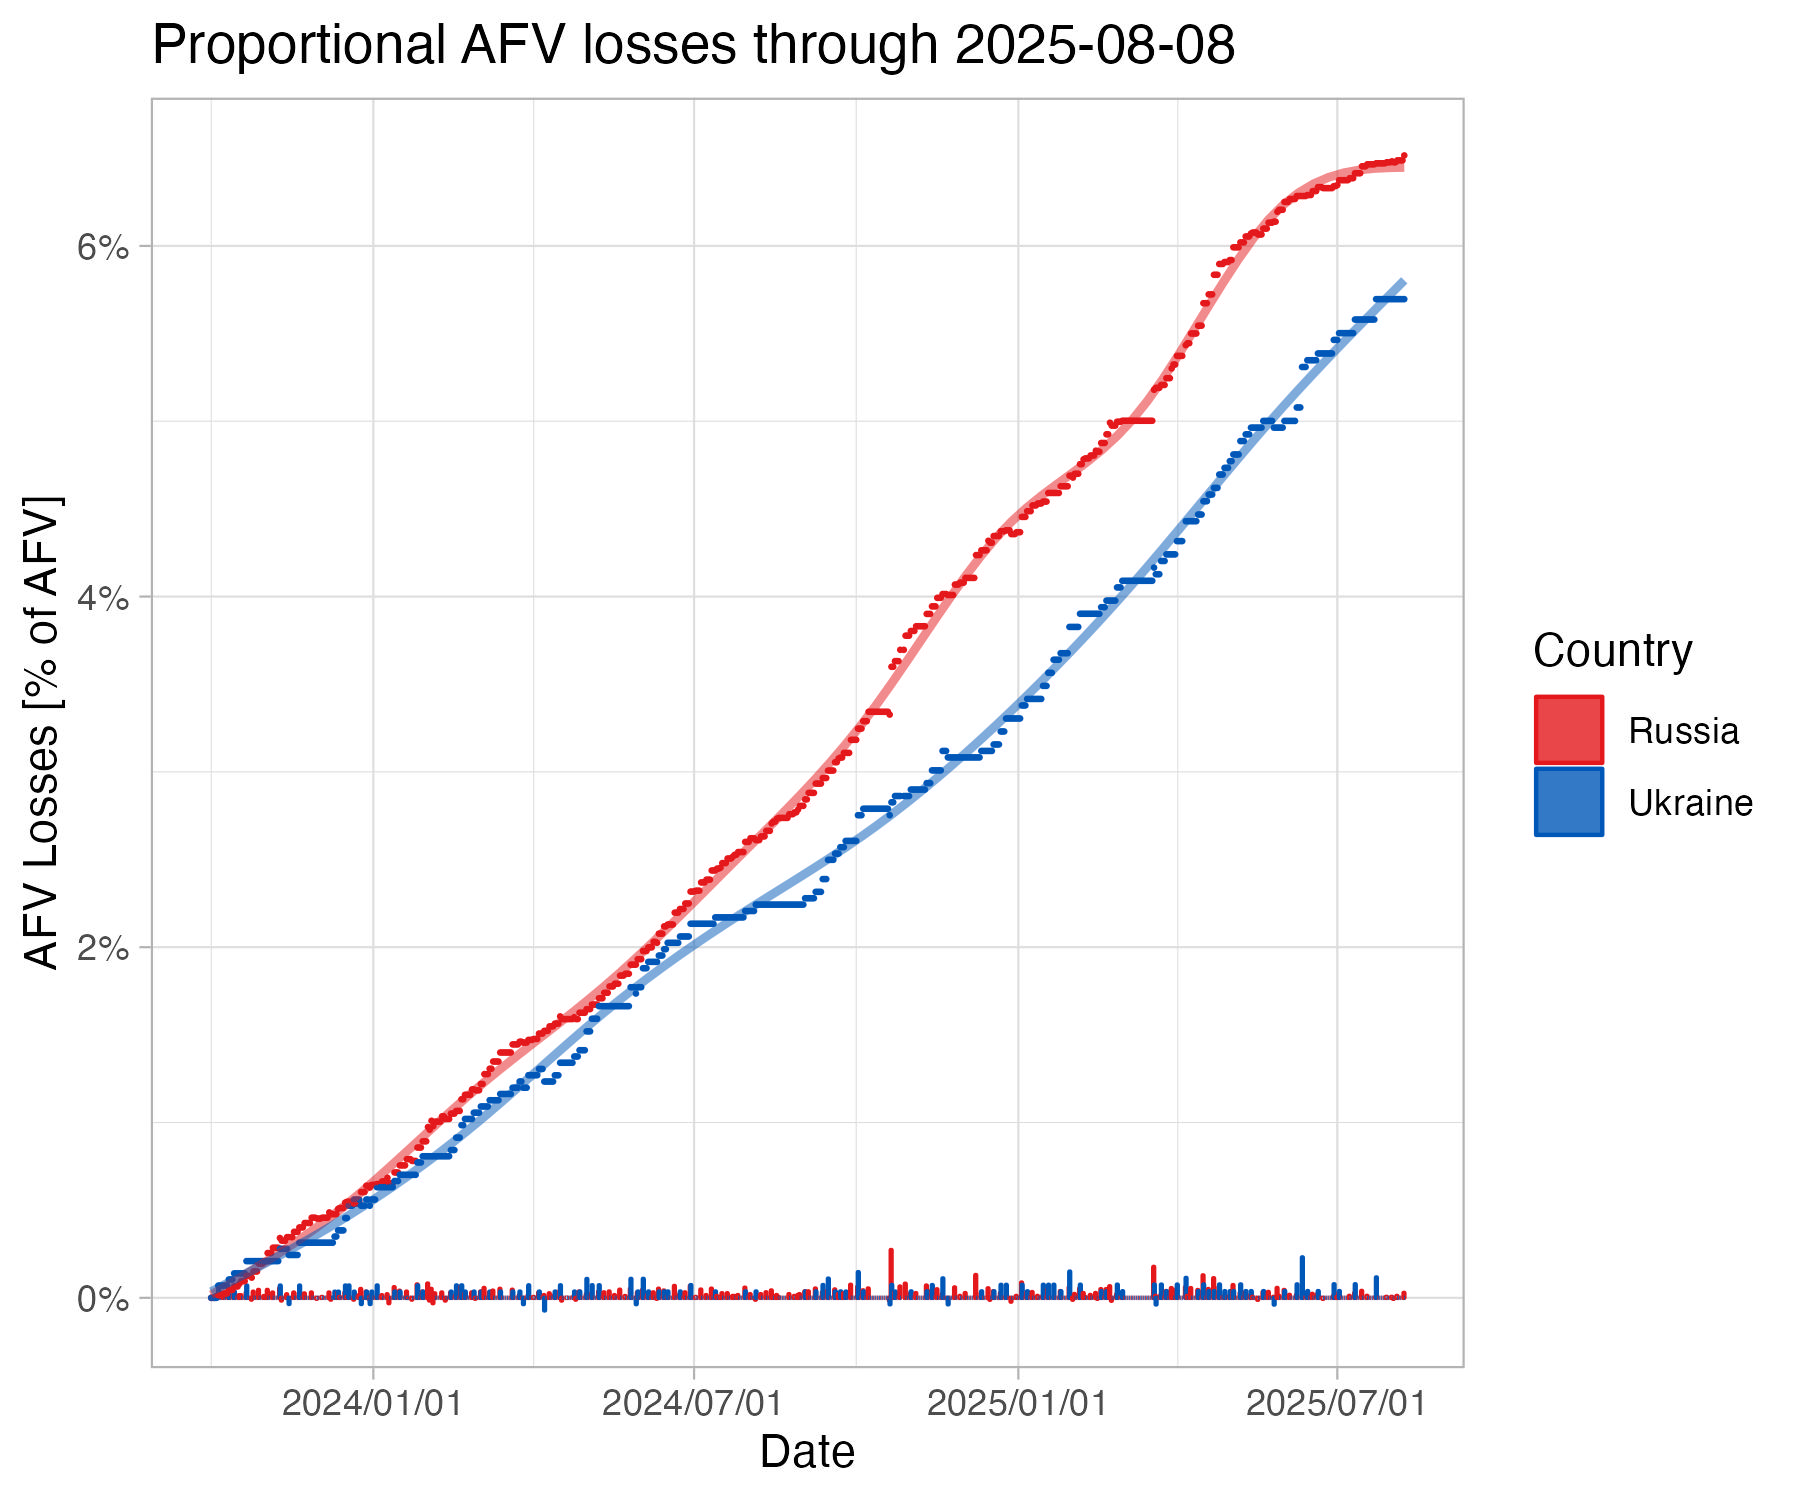 Proportional AFV losses through 2025-08-08
AFV Losses [% of AFV]
6%
4%
2%
0%
2024/01/01
2024/07/01
2025/01/01
2025/07/01
Date
Country
Russia
Ukraine